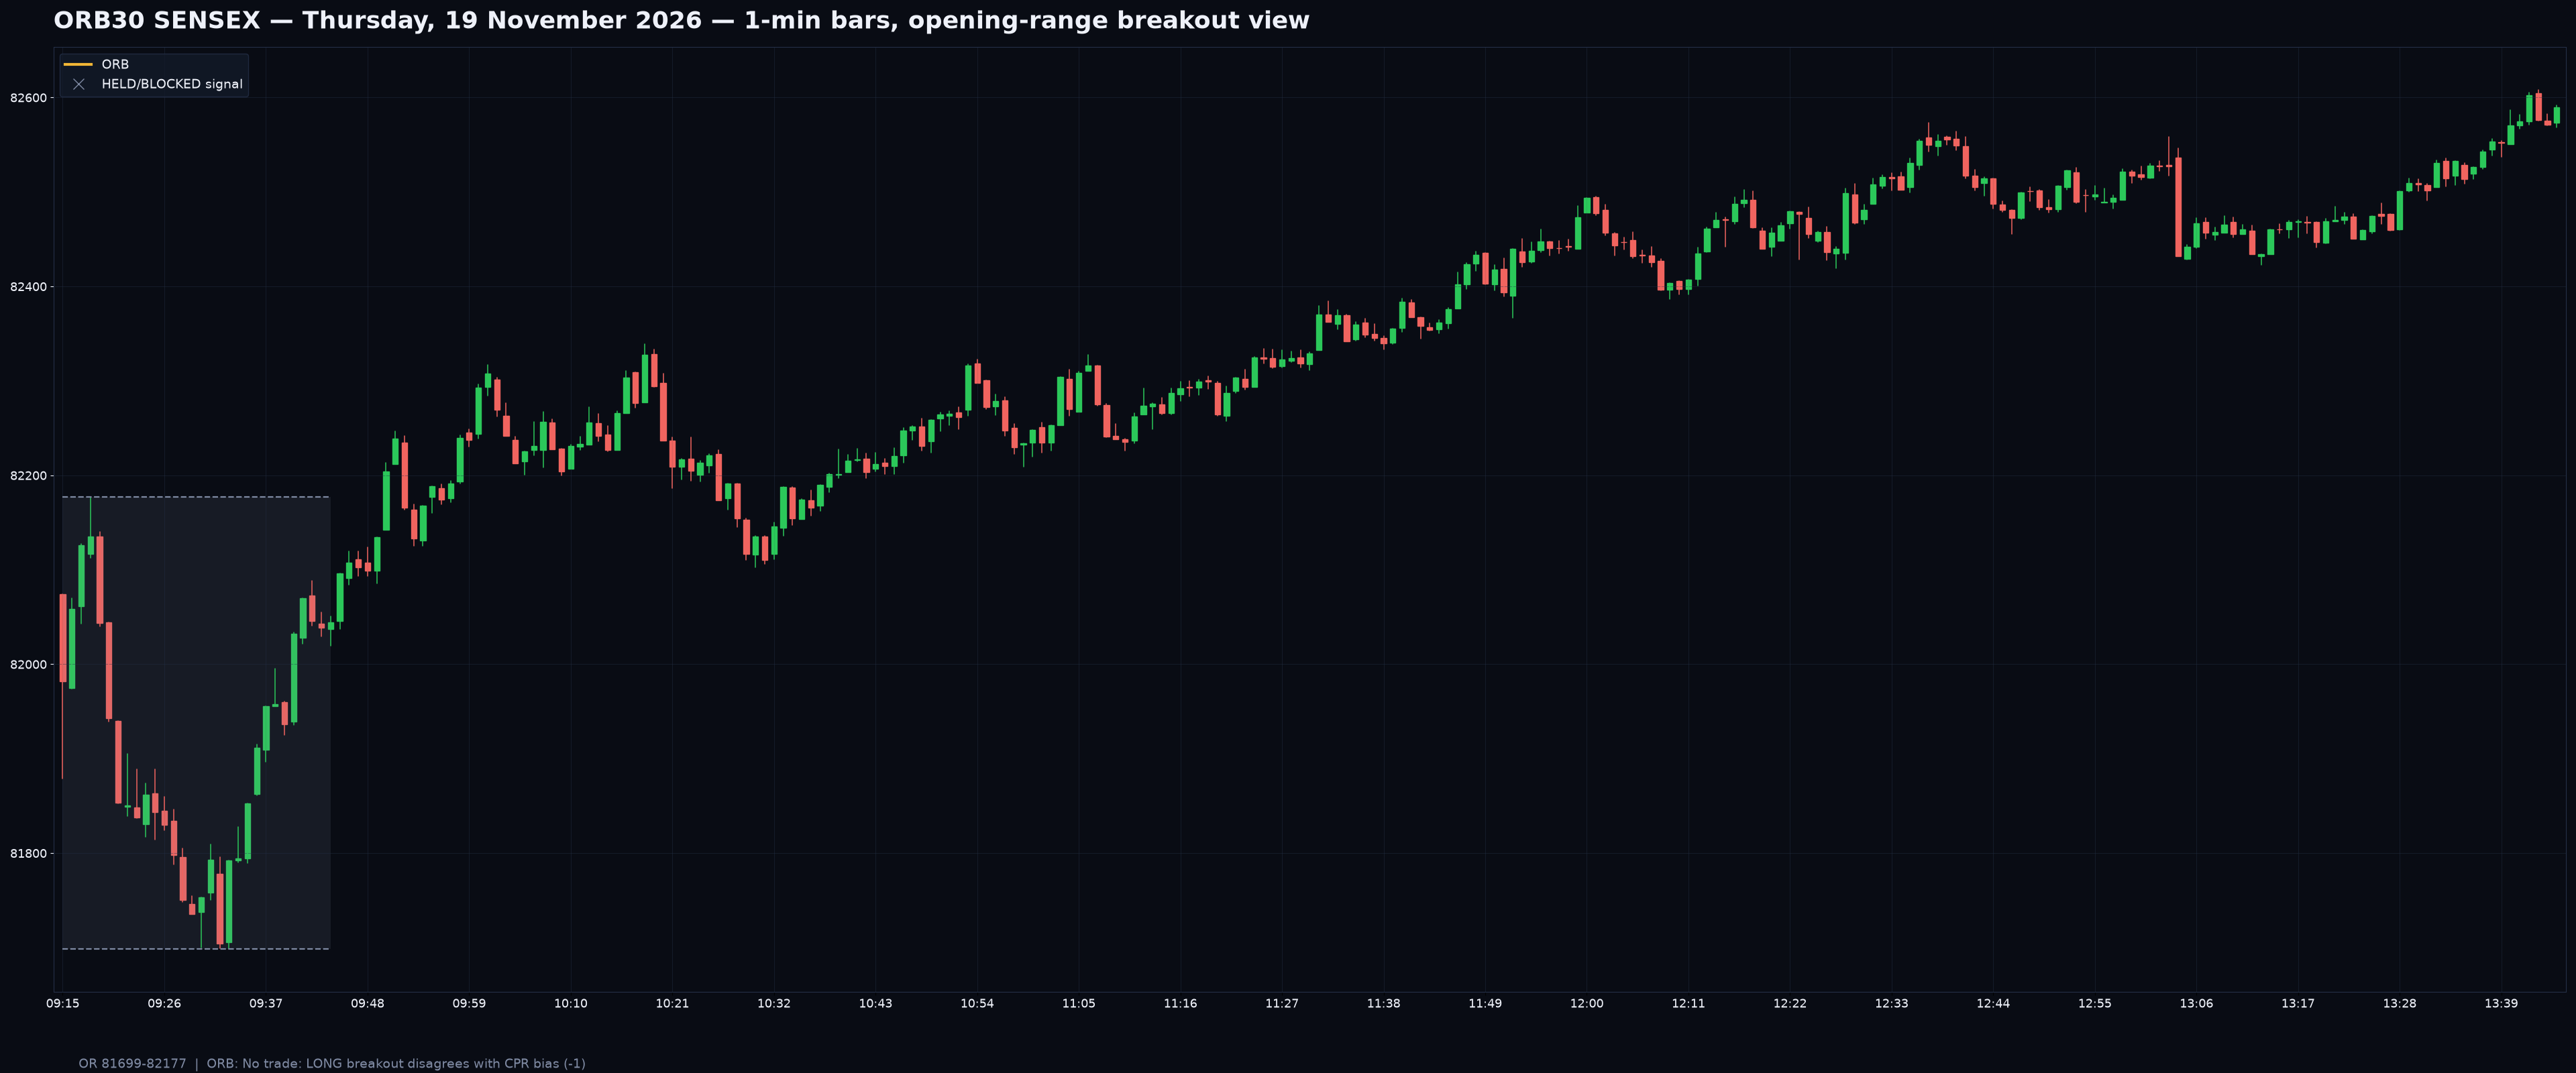 ORB30 SENSEX — Thursday, 19 November 2026 — 1-min bars, opening-range breakout view
ORB
HELD/BLOCKED signal
82600
82400
82200
82000
81800
09:15 09:26 09:37 09:48 09:59 10:10 10:21 10:32 10:43 10:54 11:05 11:16 11:27 11:38 11:49 12:00 12:11 12:22 12:33 12:44 12:55 13:06 13:17 13:28 13:39
OR 81699-82177 | ORB: No trade: LONG breakout disagrees with CPR bias (-1)